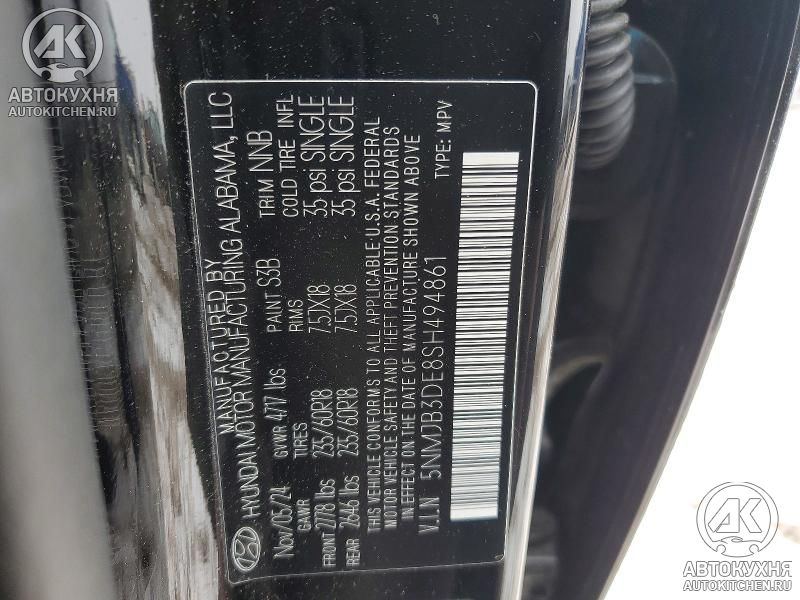 АВТОКУХНЯ
AUTOKITCHEN.RU
MANUFACTURED BY
HYUNDAI MOTOR MANUFACTURING ALABAMA, LLC
Nov/05/24 GVWR 4717 lbs PAINT S3B TRIM NNB
GAWR TIRES RIMS COLD TIRE INFL
FRONT 2778 lbs 235/60R18 7.5JX18 35 psi SINGLE
REAR 2646 lbs 235/60R18 7.5JX18 35 psi SINGLE
THIS VEHICLE CONFORMS TO ALL APPLICABLE U.S.A. FEDERAL
MOTOR VEHICLE SAFETY AND THEFT PREVENTION STANDARDS
IN EFFECT ON THE DATE OF MANUFACTURE SHOWN ABOVE
V.I.N 5NMJB3DE8SH494861 TYPE: MPV
АВТОКУХНЯ
AUTOKITCHEN.RU